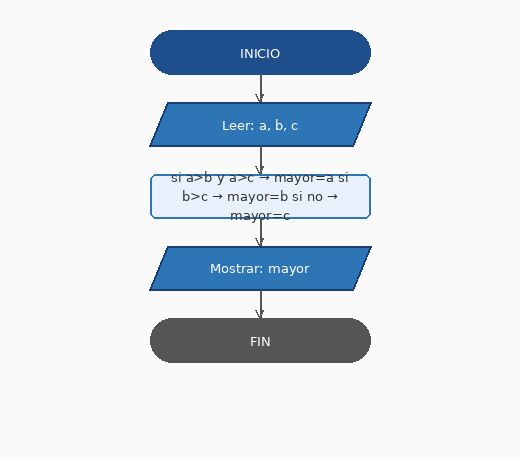 INICIO
Leer: a, b, c
si a>b y a>c → mayor=a si
b>c → mayor=b si no →
mayor=c
Mostrar: mayor
FIN